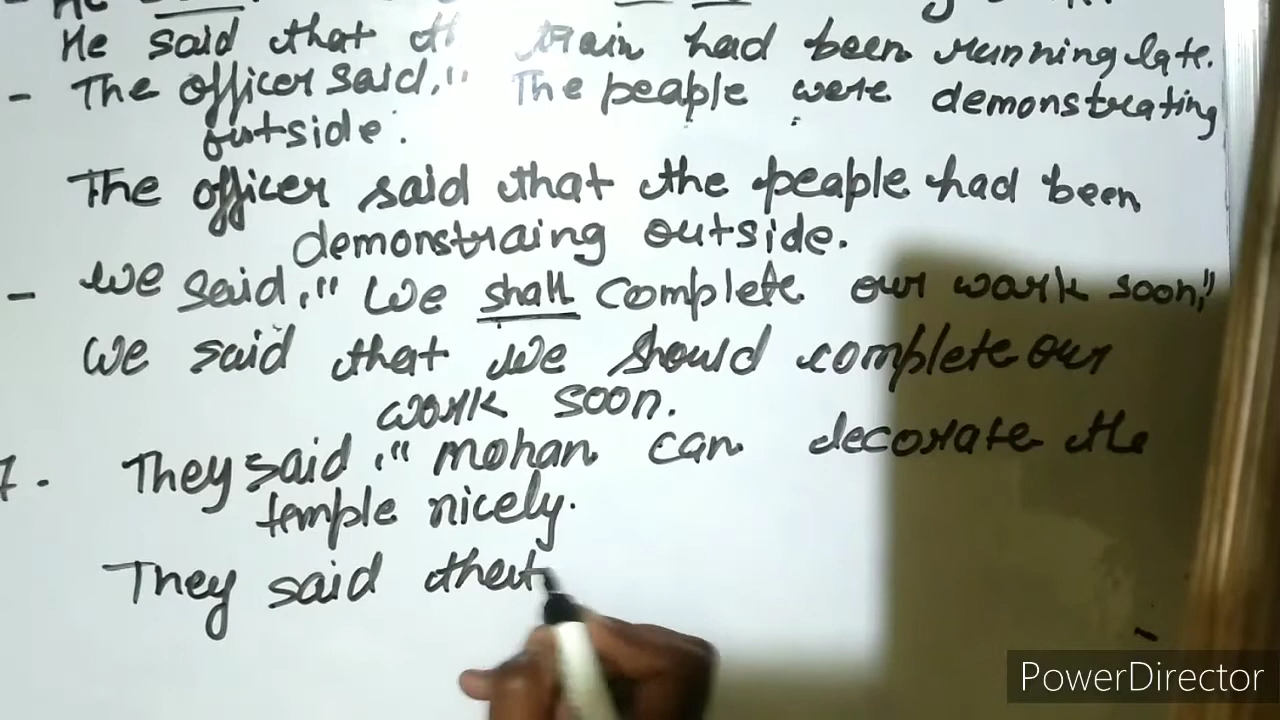 He said that th train had been running late.
- The officer said," The peaple were demonstrating
outside.
The officer said that the peaple had been
demonstraing outside.
- we said," We shall complete our work soon,"
We said that we should complete our
work soon.
7. They said ," mohan can decorate the
temple nicely.
They said that
PowerDirector